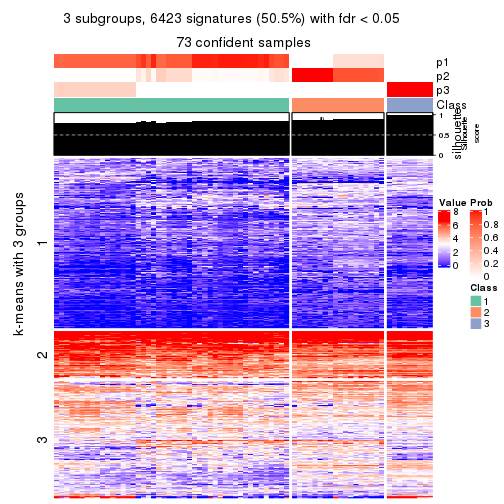 3 subgroups, 6423 signatures (50.5%) with fdr < 0.05
73 confident samples
p1
p2
p3
Class
1
0.5
0
silhouette
Silhouette
score
k-means with 3 groups
1
2
3
Value
8
6
4
2
0
Prob
1
0.8
0.6
0.4
0.2
0
Class
1
2
3